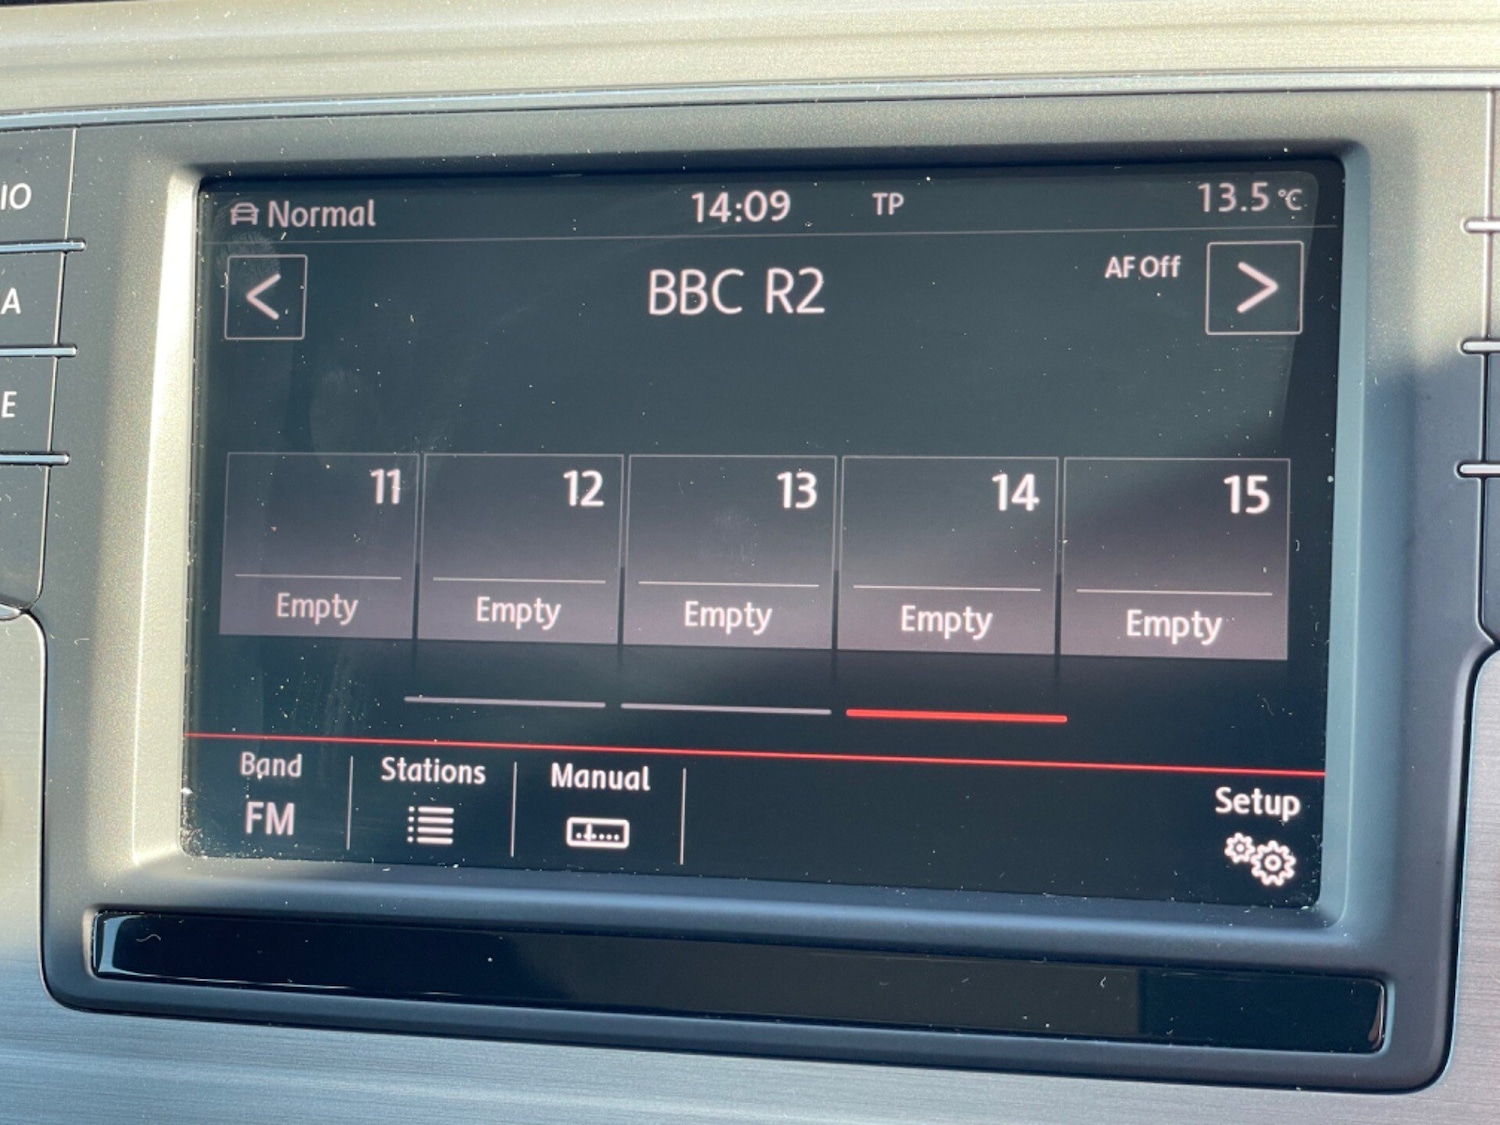 Normal 14:09 TP 13.5 °C
< BBC R2 AF Off >
11 12 13 14 15
Empty Empty Empty Empty Empty
Band Stations Manual Setup
FM
IO
A
E